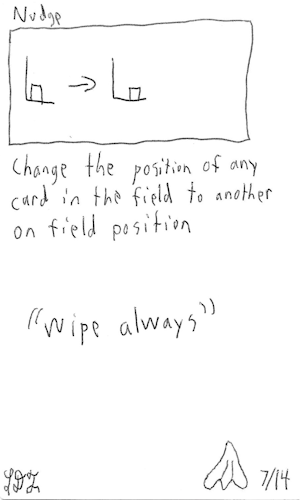 Nudge
Change the position of any
card in the field to another
on field position
"Wipe always"
7/14